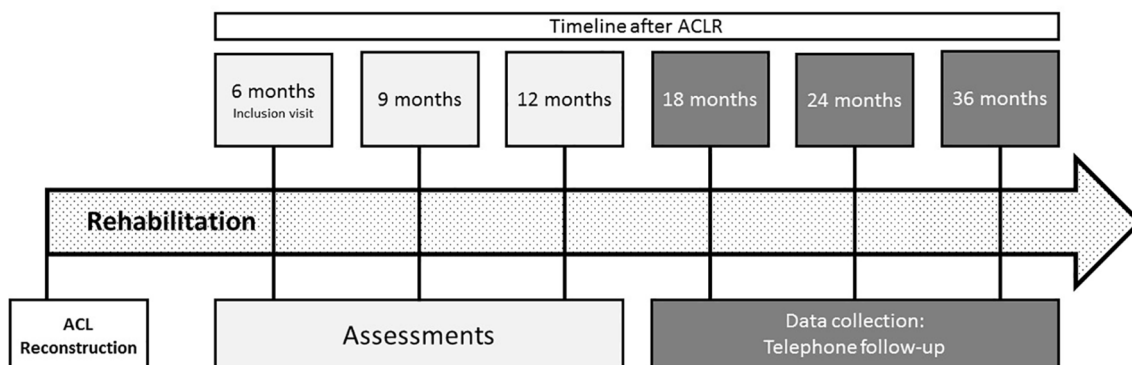 Timeline after ACLR
6 months
Inclusion visit
9 months
12 months
18 months
24 months
36 months
Rehabilitation
ACL
Reconstruction
Assessments
Data collection:
Telephone follow-up